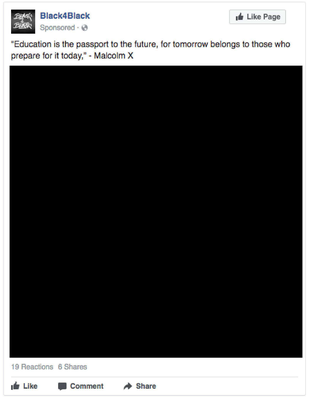 Black4Black
Like Page
Sponsored ·
"Education is the passport to the future, for tomorrow belongs to those who
prepare for it today," - Malcolm X
19 Reactions 6 Shares
Like Comment Share